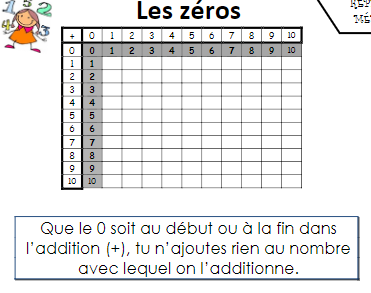 Les zéros
+ 0 1 2 3 4 5 6 7 8 9 10
0 0 1 2 3 4 5 6 7 8 9 10
1 1
2 2
3 3
4 4
5 5
6 6
7 7
8 8
9 9
10 10
Que le 0 soit au début ou à la fin dans
l'addition (+), tu n'ajoutes rien au nombre
avec lequel on l'additionne.